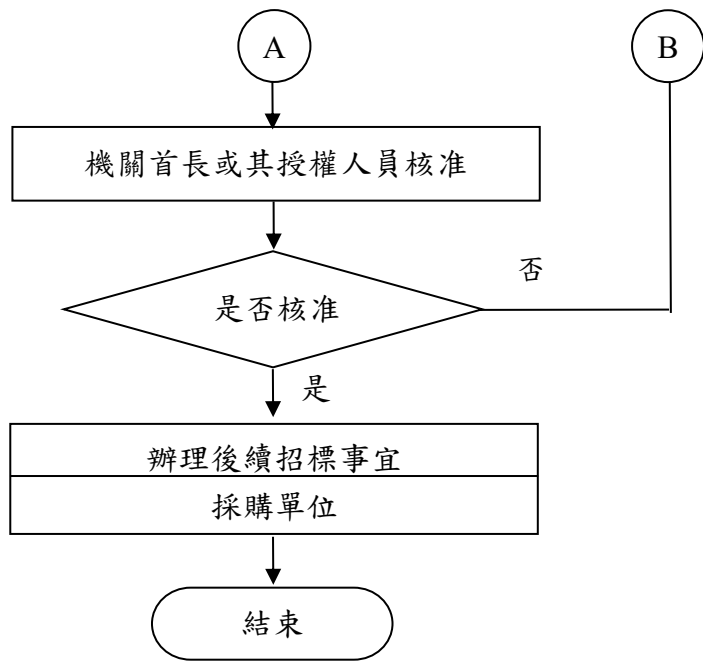 A
B
機關首長或其授權人員核准
否
是否核准
是
辦理後續招標事宜
採購單位
結束